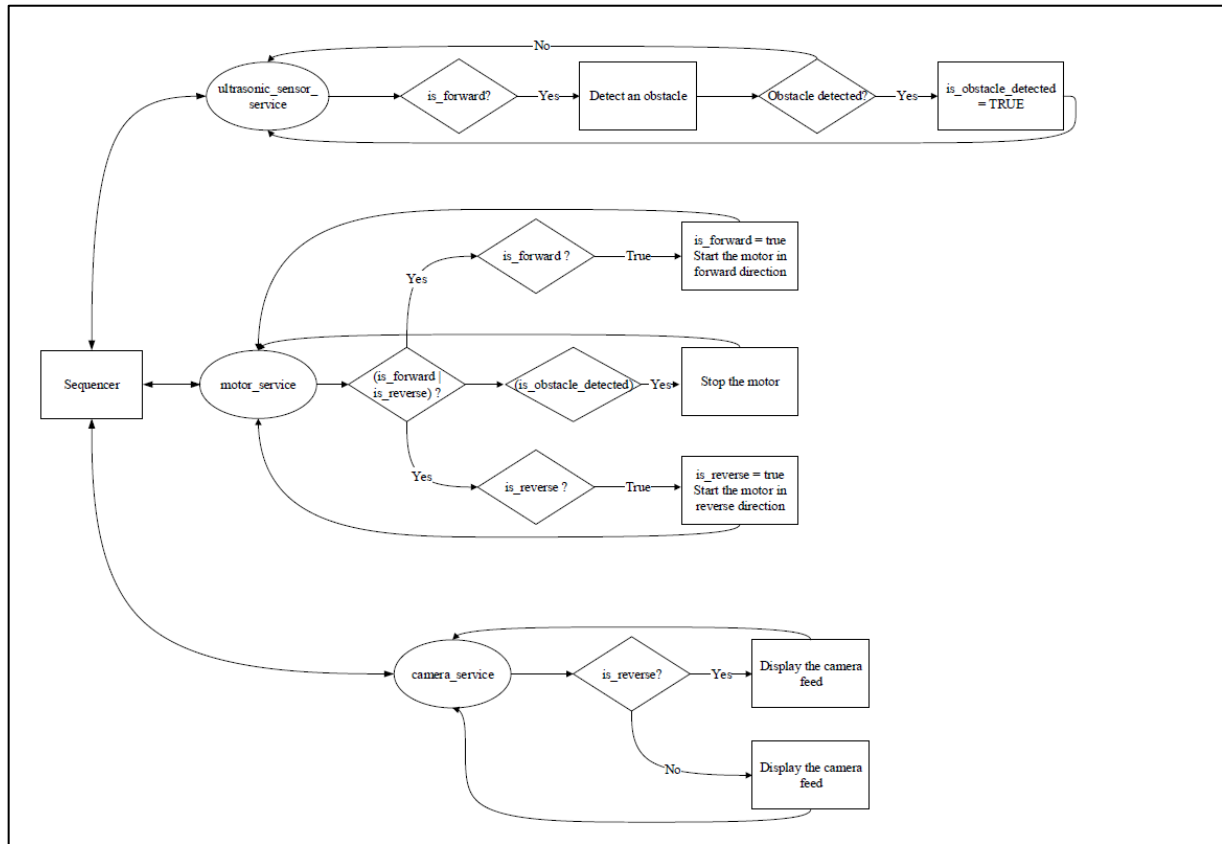 No
ultrasonic_sensor_
service
is_forward?
Yes
Detect an obstacle
Obstacle detected?
Yes
is_obstacle_detected
= TRUE
is_forward ?
True
is_forward = true
Start the motor in
forward direction
Yes
Sequencer
motor_service
(is_forward |
is_reverse) ?
(is_obstacle_detected)
Yes
Stop the motor
Yes
is_reverse ?
True
is_reverse = true
Start the motor in
reverse direction
camera_service
is_reverse?
Yes
Display the camera
feed
No
Display the camera
feed